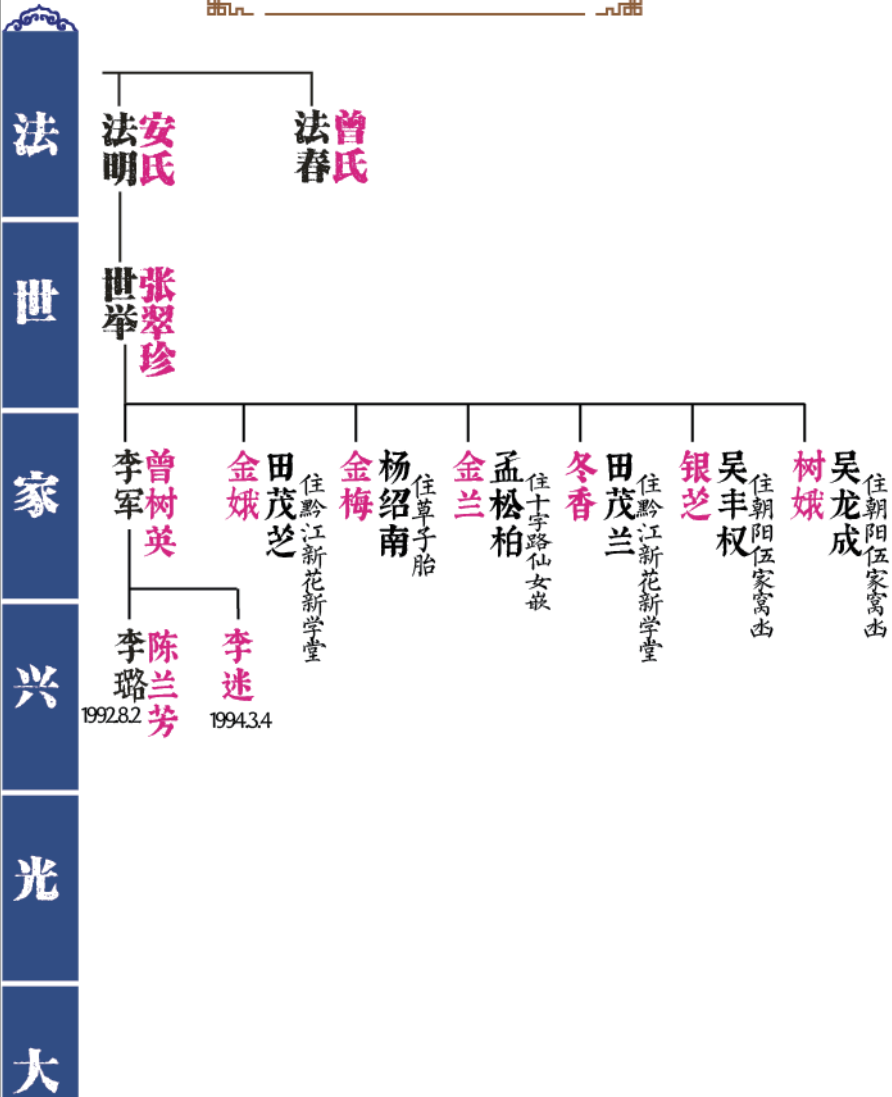 法
法明
安氏
法春
曾氏
世
世举
张翠珍
家
李军
曾树英
金娥
田茂芝
住黔江新花新学堂
金梅
杨绍南
住草子胎
金兰
孟松柏
住十字路仙女嵌
冬香
田茂兰
住黔江新花新学堂
银芝
吴丰权
住朝阳伍家窝凼
树娥
吴龙成
住朝阳伍家窝凼
兴
李璐
1992.8.2
陈兰芳
李迷
1994.3.4
光
大